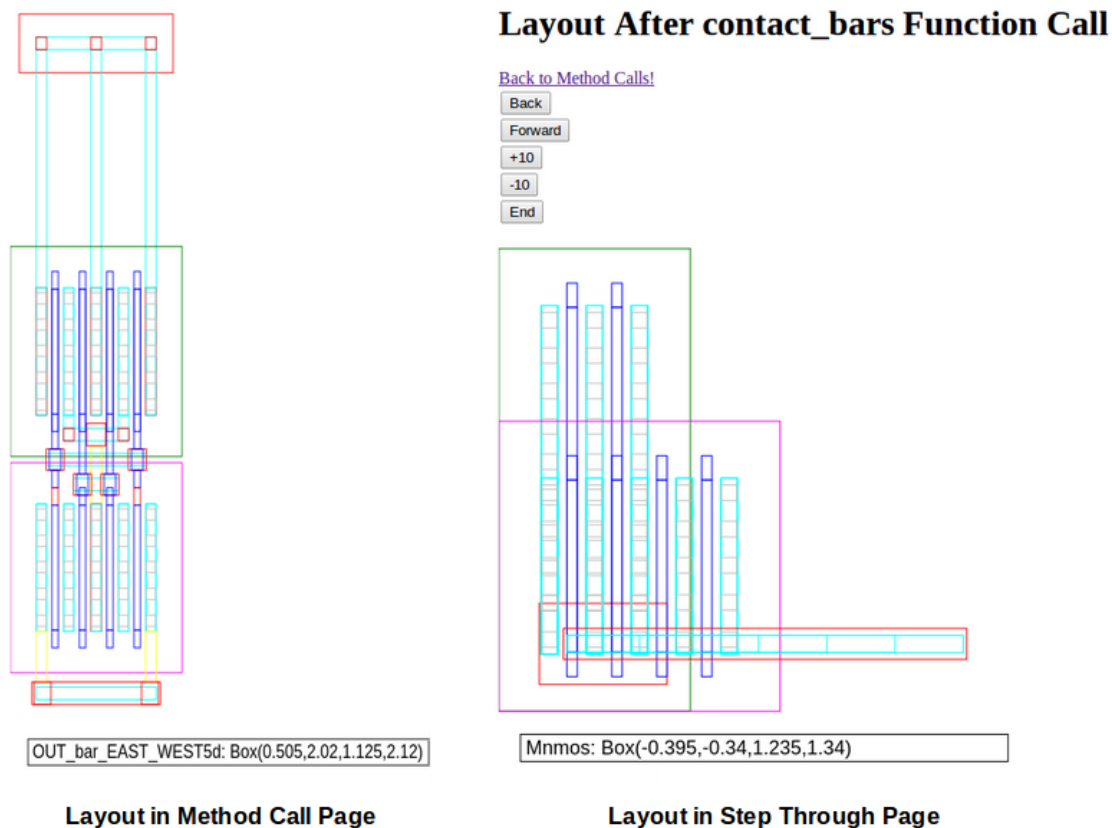 Layout After contact_bars Function Call
Back to Method Calls!
Back
Forward
+10
-10
End
OUT_bar_EAST_WEST5d: Box(0.505,2.02,1.125,2.12)
Mnmos: Box(-0.395,-0.34,1.235,1.34)
Layout in Method Call Page
Layout in Step Through Page